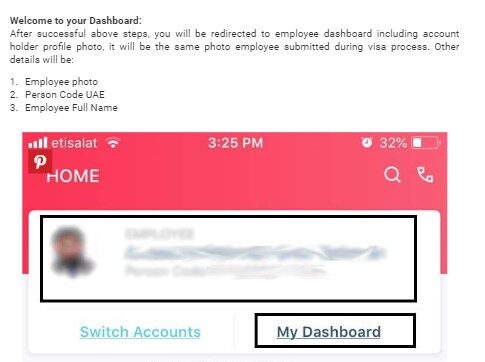 Welcome to your Dashboard:
After successful above steps, you will be redirected to employee dashboard including account
holder profile photo, it will be the same photo employee submitted during visa process. Other
details will be:
1. Employee photo
2. Person Code UAE
3. Employee Full Name
etisalat 3:25 PM 32%
HOME
EMPLOYEE
Person Code
Switch Accounts My Dashboard